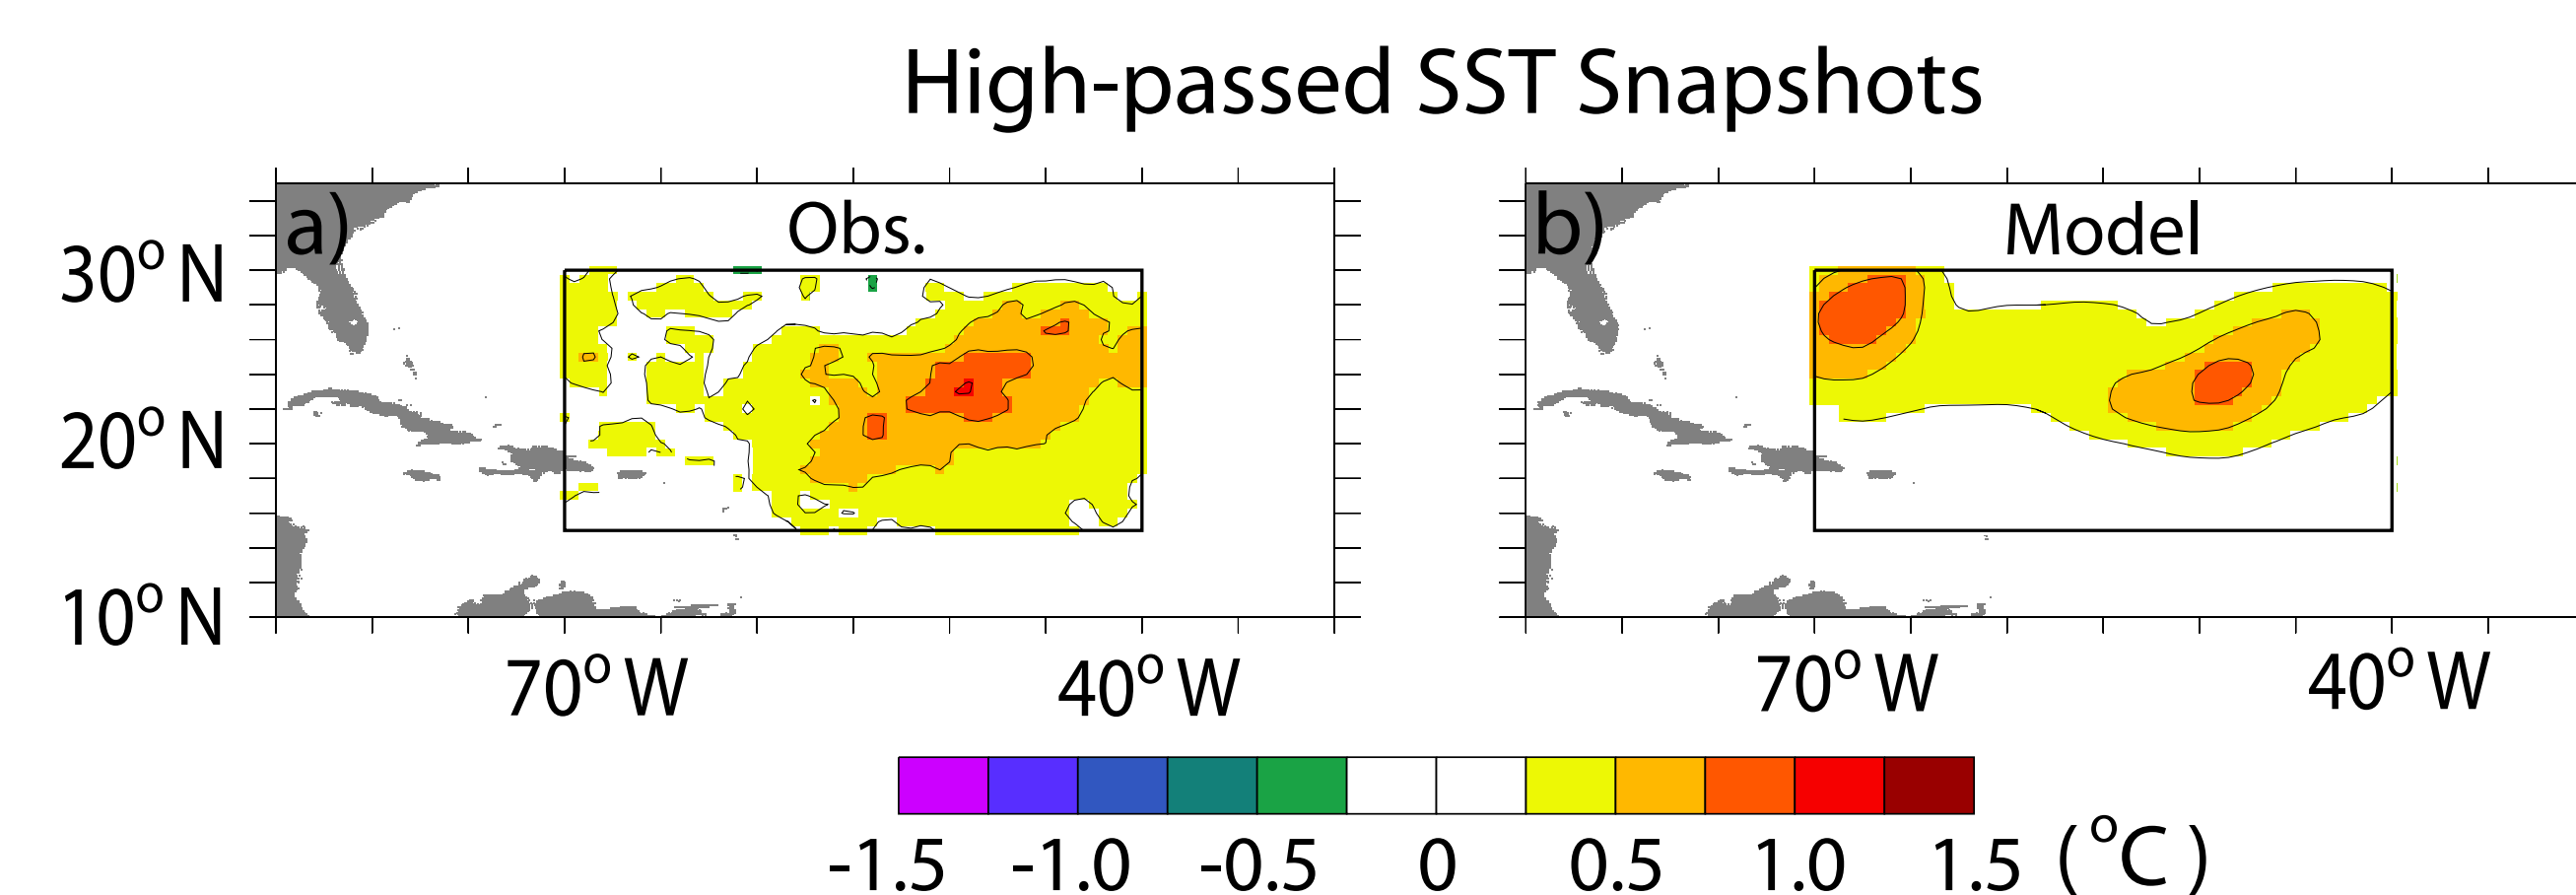 High-passed SST Snapshots
a)
Obs.
b)
Model
30° N
20° N
10° N
70° W
40° W
70° W
40° W
-1.5 -1.0 -0.5 0 0.5 1.0 1.5 (°C)